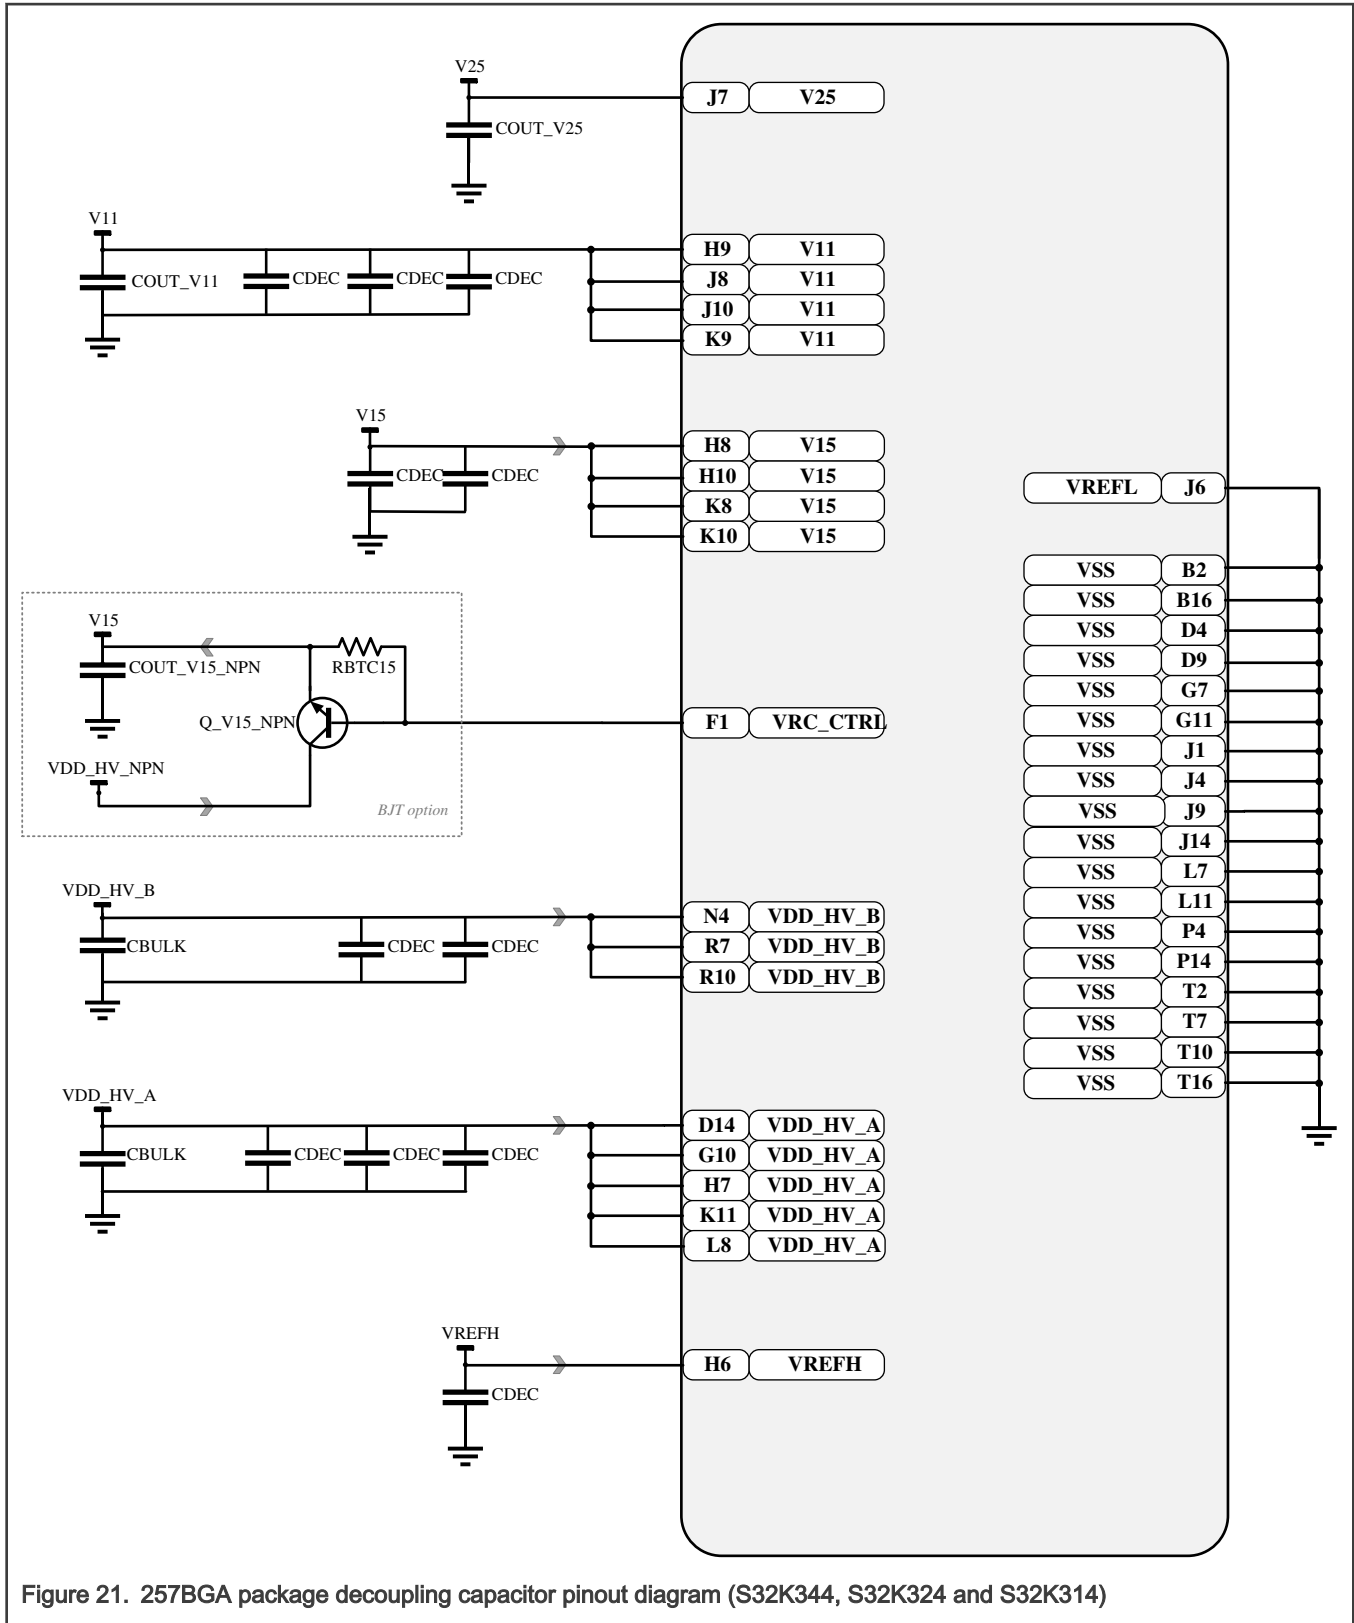 V25
COUT_V25
J7 V25
V11
COUT_V11 CDEC CDEC CDEC
H9 V11
J8 V11
J10 V11
K9 V11
V15
CDEC CDEC
H8 V15
H10 V15
K8 V15
K10 V15
V15
COUT_V15_NPN
RBTC15
Q_V15_NPN
VDD_HV_NPN
BJT option
F1 VRC_CTRL
VDD_HV_B
CBULK CDEC CDEC
N4 VDD_HV_B
R7 VDD_HV_B
R10 VDD_HV_B
VDD_HV_A
CBULK CDEC CDEC CDEC
D14 VDD_HV_A
G10 VDD_HV_A
H7 VDD_HV_A
K11 VDD_HV_A
L8 VDD_HV_A
VREFH
CDEC
H6 VREFH
VREFL J6
VSS B2
VSS B16
VSS D4
VSS D9
VSS G7
VSS G11
VSS J1
VSS J4
VSS J9
VSS J14
VSS L7
VSS L11
VSS P4
VSS P14
VSS T2
VSS T7
VSS T10
VSS T16
Figure 21. 257BGA package decoupling capacitor pinout diagram (S32K344, S32K324 and S32K314)